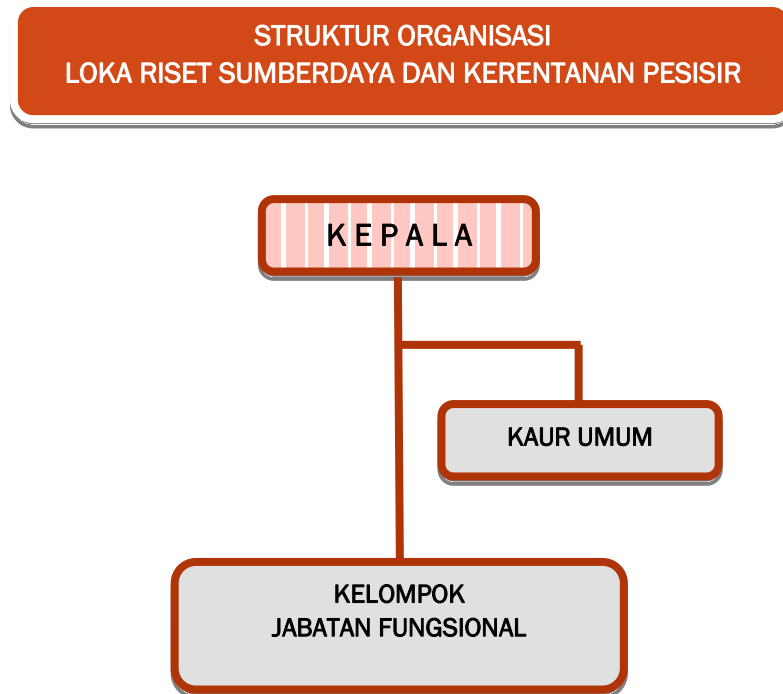 STRUKTUR ORGANISASI
LOKA RISET SUMBERDAYA DAN KERENTANAN PESISIR
K E P A L A
KAUR UMUM
KELOMPOK
JABATAN FUNGSIONAL